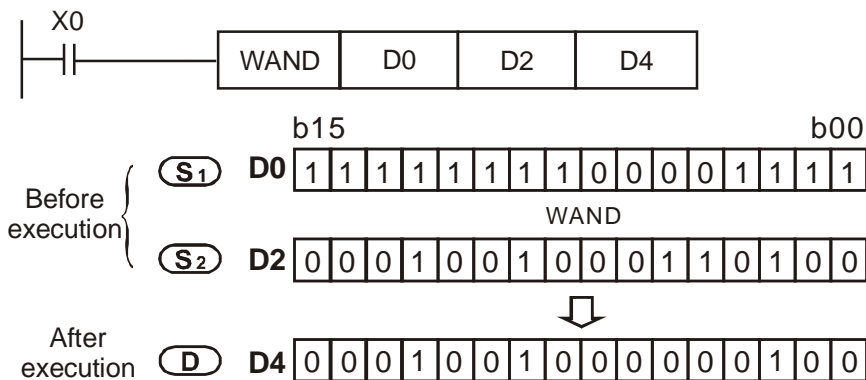 X0
WAND D0 D2 D4
b15 b00
S1 D0 1 1 1 1 1 1 1 1 0 0 0 0 1 1 1 1
Before
execution
WAND
S2 D2 0 0 0 1 0 0 1 0 0 0 1 1 0 1 0 0
After
execution
D D4 0 0 0 1 0 0 1 0 0 0 0 0 0 1 0 0